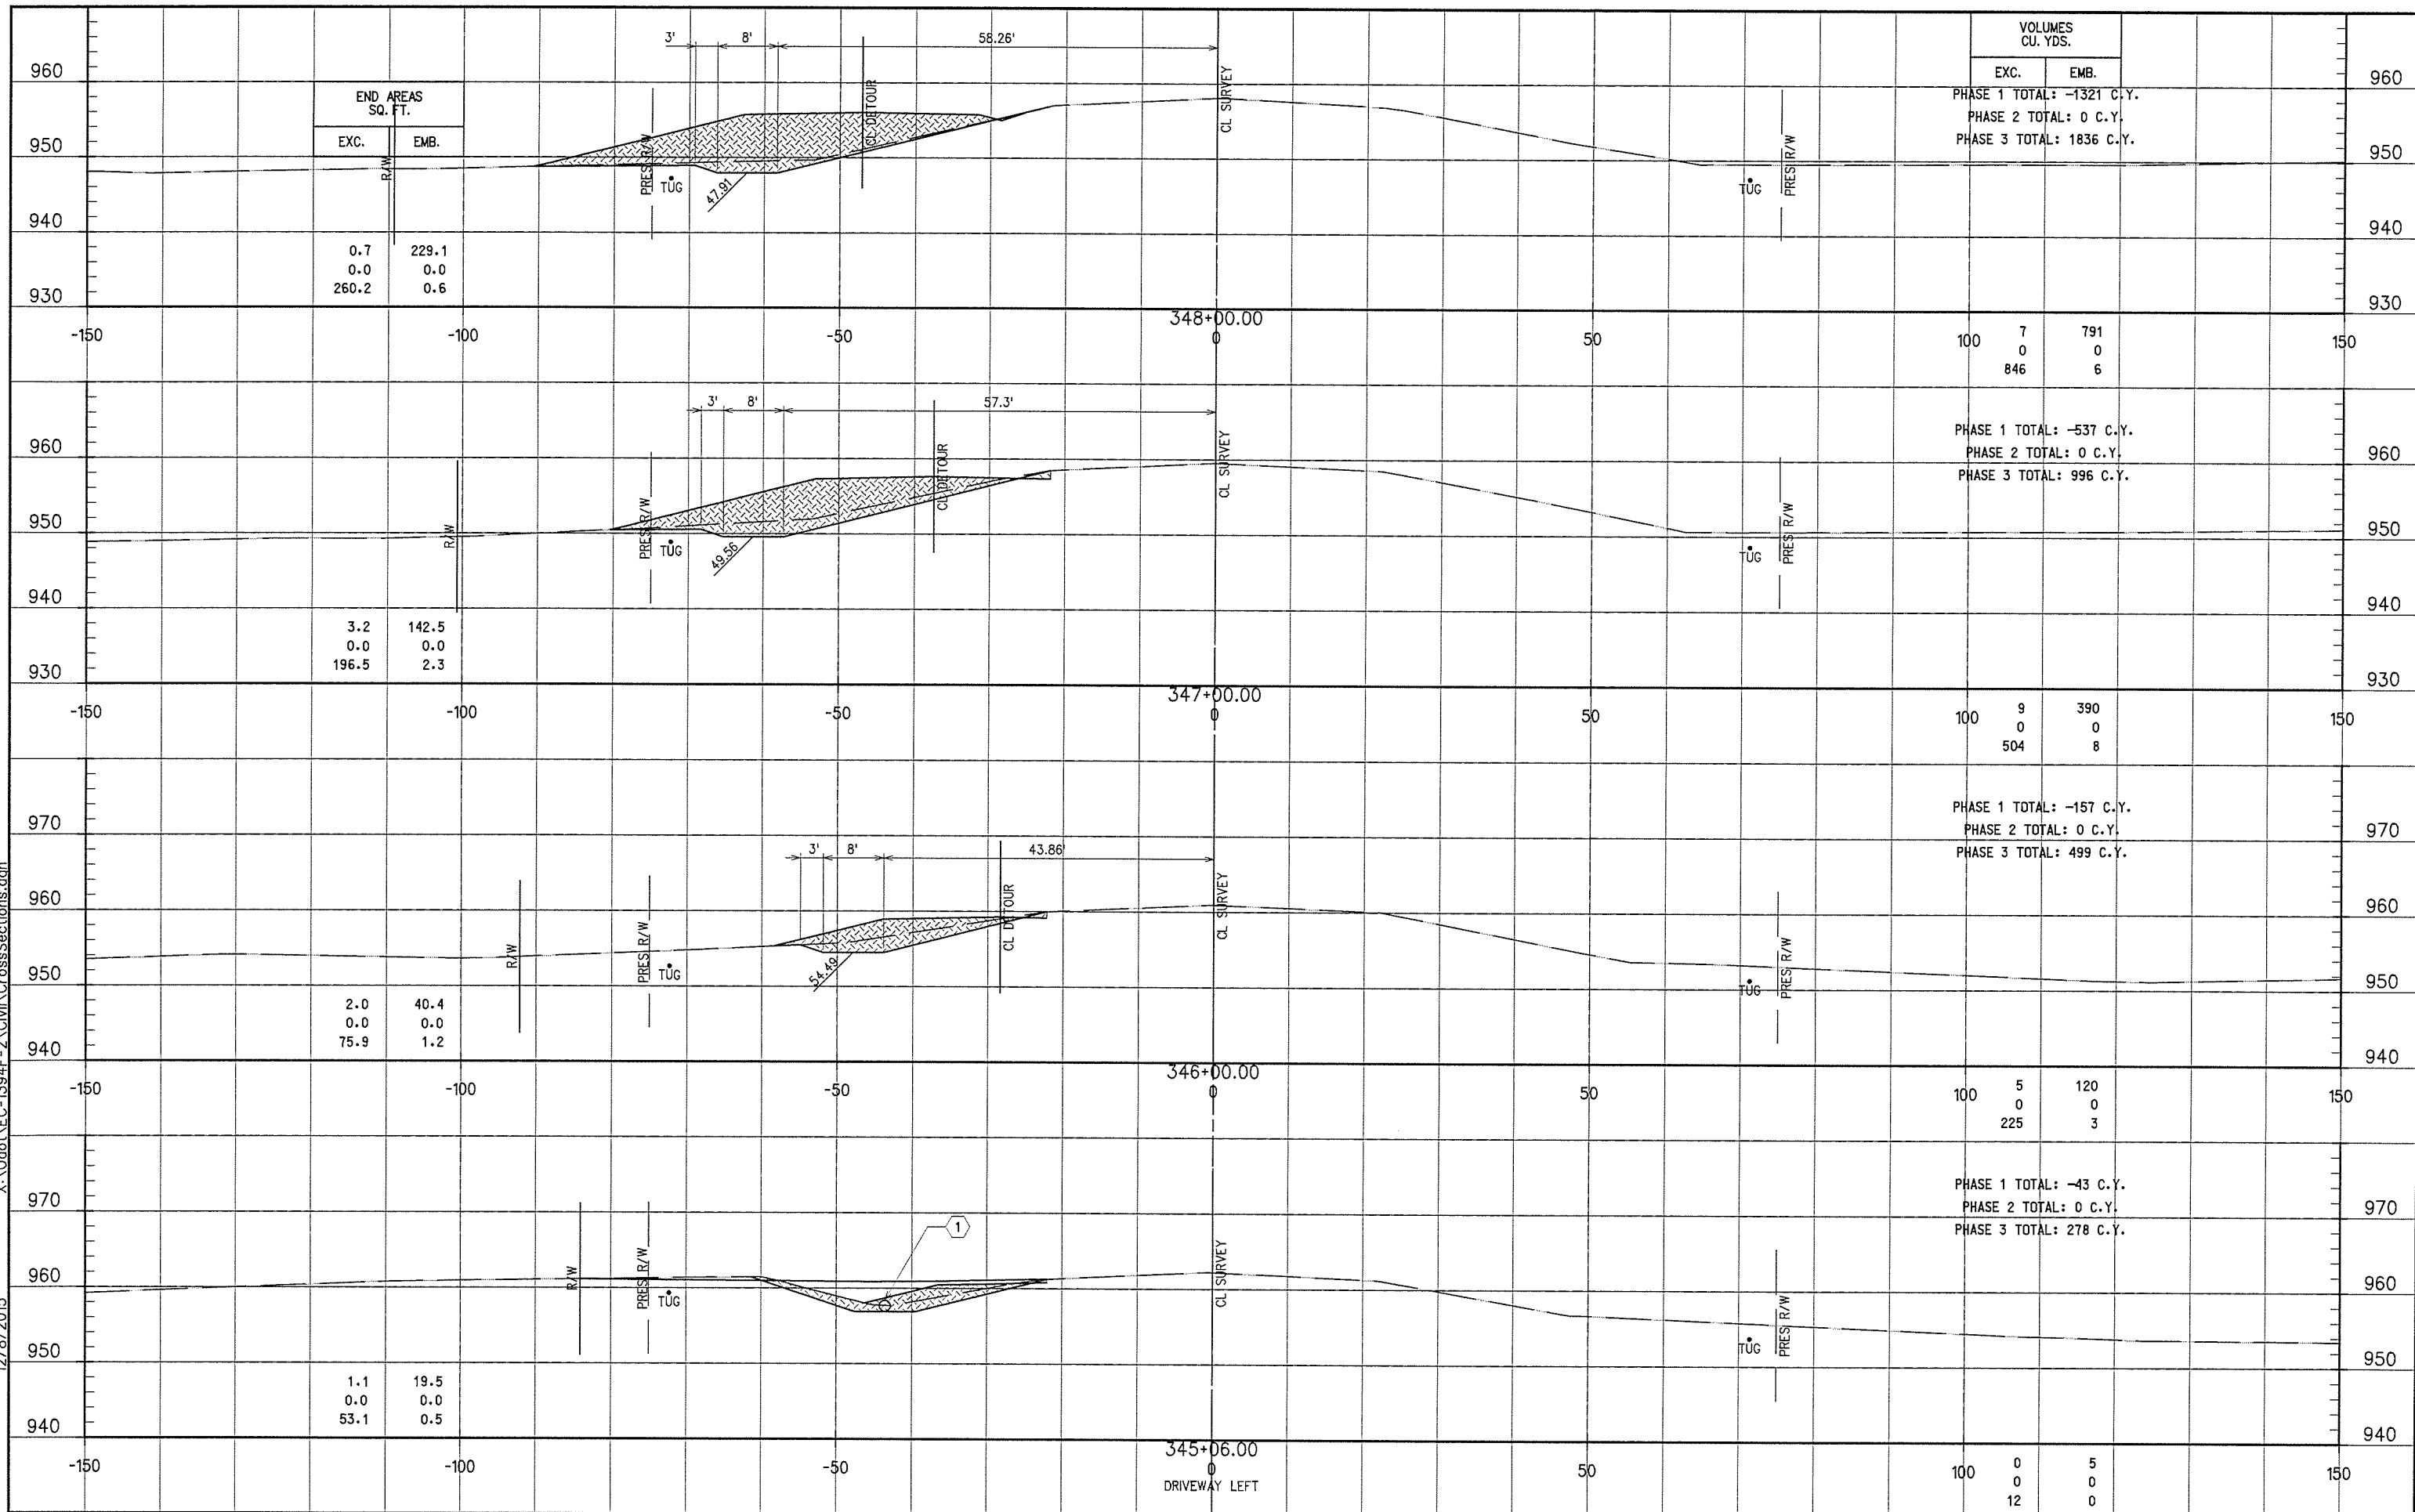 VOLUMES
CU. YDS.
EXC. EMB.
3' 8' 58.26'
960 960
END AREAS
SQ. FT.
EXC. EMB.
CL DETOUR
CL SURVEY
PHASE 1 TOTAL: -1321 C.Y.
PHASE 2 TOTAL: 0 C.Y.
PHASE 3 TOTAL: 1836 C.Y.
950 950
R/W
PRES. R/W
TUG
47.91
TUG
PRES. R/W
940 940
0.7 229.1
0.0 0.0
260.2 0.6
930 930
348+00.00
-150 -100 -50 0 50 100 150
7 791
0 0
846 6
3' 8' 57.3'
PHASE 1 TOTAL: -537 C.Y.
PHASE 2 TOTAL: 0 C.Y.
PHASE 3 TOTAL: 996 C.Y.
960 960
CL DETOUR
CL SURVEY
950 950
R/W
PRES. R/W
TUG
49.56
TUG
PRES. R/W
940 940
3.2 142.5
0.0 0.0
196.5 2.3
930 930
347+00.00
-150 -100 -50 0 50 100 150
9 390
0 0
504 8
PHASE 1 TOTAL: -157 C.Y.
PHASE 2 TOTAL: 0 C.Y.
PHASE 3 TOTAL: 499 C.Y.
970 970
3' 8' 43.86'
960 960
CL DETOUR
CL SURVEY
R/W
PRES. R/W
TUG
54.49
TUG
PRES. R/W
950 950
2.0 40.4
0.0 0.0
75.9 1.2
940 940
346+00.00
-150 -100 -50 0 50 100 150
5 120
0 0
225 3
PHASE 1 TOTAL: -43 C.Y.
PHASE 2 TOTAL: 0 C.Y.
PHASE 3 TOTAL: 278 C.Y.
970 970
1
CL SURVEY
960 960
R/W
PRES. R/W
TUG
TUG
PRES. R/W
950 950
1.1 19.5
0.0 0.0
53.1 0.5
940 940
345+06.00
-150 -100 -50 0 50 100 150
DRIVEWAY LEFT
0 5
0 0
12 0
12/8/2015